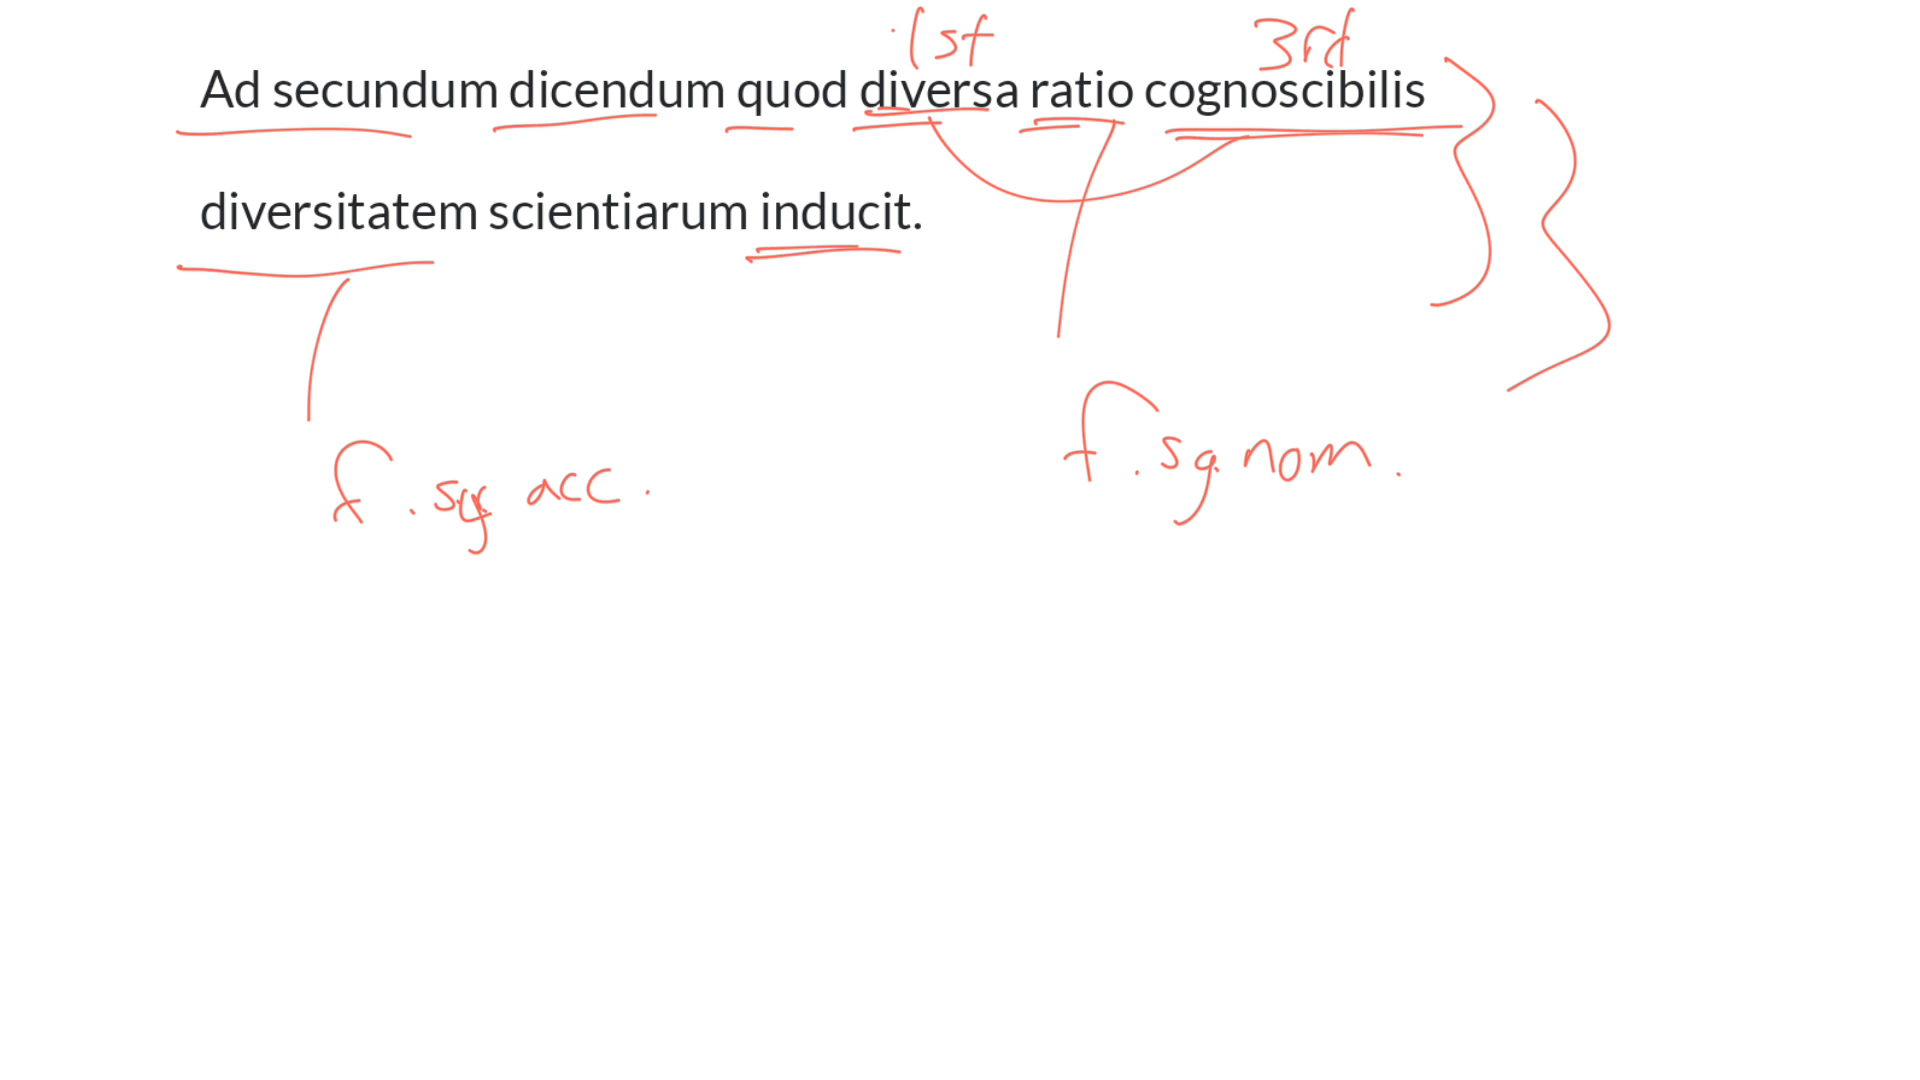 1st 3rd
Ad secundum dicendum quod diversa ratio cognoscibilis
diversitatem scientiarum inducit.
f. sg. nom.
f. sg. acc.